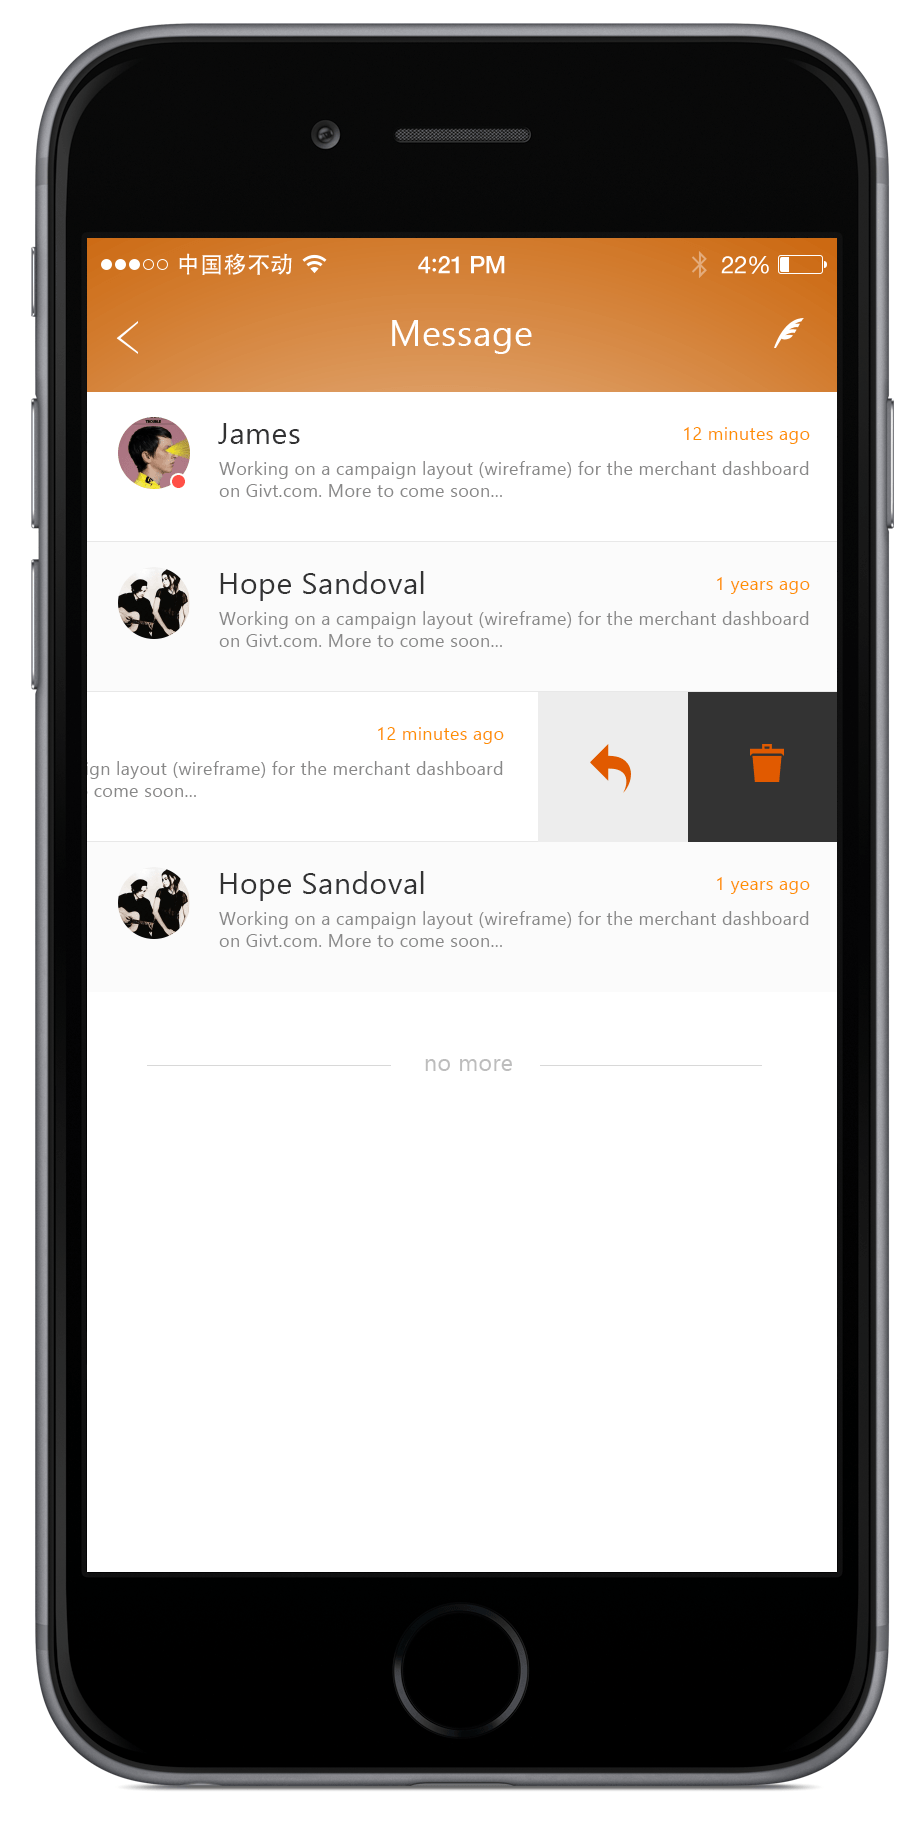 中国移不动
4:21 PM
22%
Message
James
12 minutes ago
Working on a campaign layout (wireframe) for the merchant dashboard
on Givt.com. More to come soon...
Hope Sandoval
1 years ago
Working on a campaign layout (wireframe) for the merchant dashboard
on Givt.com. More to come soon...
12 minutes ago
ign layout (wireframe) for the merchant dashboard
come soon...
Hope Sandoval
1 years ago
Working on a campaign layout (wireframe) for the merchant dashboard
on Givt.com. More to come soon...
no more